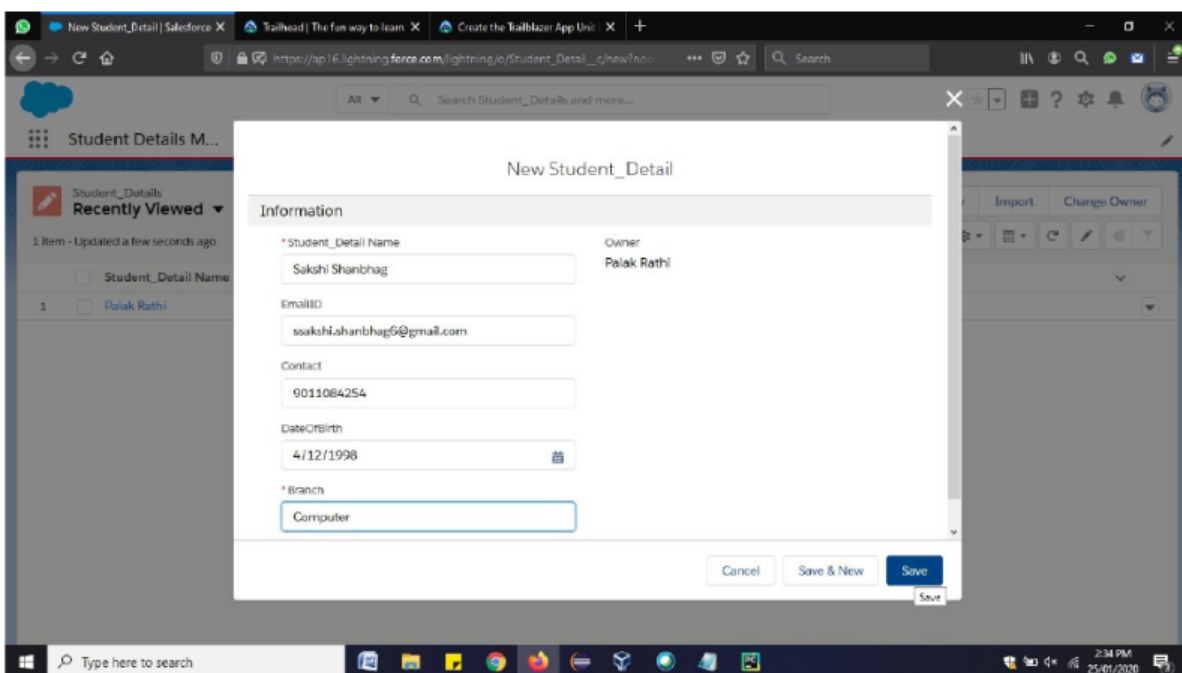 New Student_Detail | Salesforce X
Trailhead | The fun way to learn X
Create the Trailblazer App Unit X
https://ap16.lightning.force.com/lightning/o/Student_Detail__c/new?noo
Search
All
Search Student_Details and more...
Student Details M...
New Student_Detail
Student_Details
Recently Viewed
Import
Change Owner
1 item - Updated a few seconds ago
Information
*Student_Detail Name
Owner
Sakshi Shanbhag
Palak Rathi
Student_Detail Name
1 Palak Rathi
EmailID
ssakshi.shanbhag6@gmail.com
Contact
9011084254
DateOfBirth
4/12/1998
*Branch
Computer
Cancel
Save & New
Save
Save
Type here to search
2:34 PM
25/01/2020